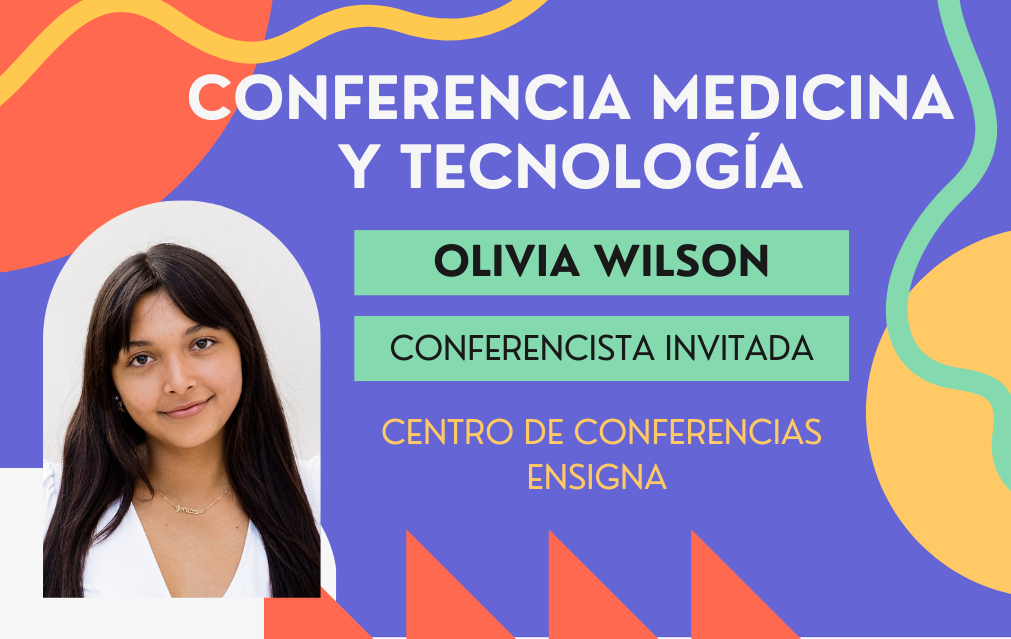 CONFERENCIA MEDICINA
Y TECNOLOGÍA
OLIVIA WILSON
CONFERENCISTA INVITADA
CENTRO DE CONFERENCIAS
ENSIGNA